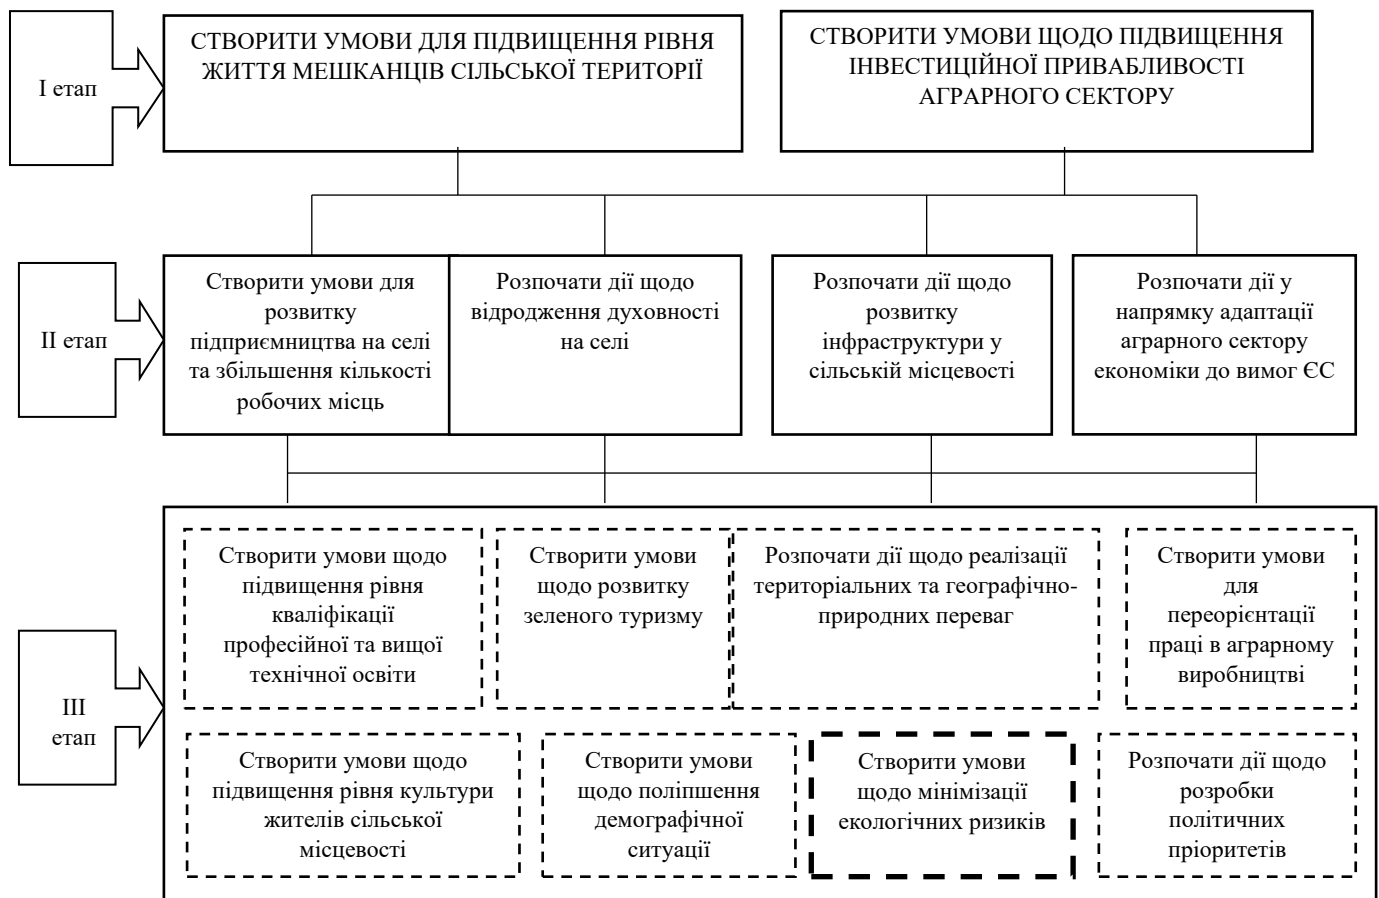 І етап
СТВОРИТИ УМОВИ ДЛЯ ПІДВИЩЕННЯ РІВНЯ
ЖИТТЯ МЕШКАНЦІВ СІЛЬСЬКОЇ ТЕРИТОРІЇ
СТВОРИТИ УМОВИ ЩОДО ПІДВИЩЕННЯ
ІНВЕСТИЦІЙНОЇ ПРИВАБЛИВОСТІ
АГРАРНОГО СЕКТОРУ
ІІ етап
Створити умови для
розвитку
підприємництва на селі
та збільшення кількості
робочих місць
Розпочати дії щодо
відродження духовності
на селі
Розпочати дії щодо
розвитку
інфраструктури у
сільській місцевості
Розпочати дії у
напрямку адаптації
аграрного сектору
економіки до вимог ЄС
ІІІ
етап
Створити умови щодо
підвищення рівня
кваліфікації
професійної та вищої
технічної освіти
Створити умови
щодо розвитку
зеленого туризму
Розпочати дії щодо реалізації
територіальних та географічно-
природних переваг
Створити умови
для
переорієнтації
праці в аграрному
виробництві
Створити умови щодо
підвищення рівня культури
жителів сільської
місцевості
Створити умови
щодо поліпшення
демографічної
ситуації
Створити умови
щодо мінімізації
екологічних ризиків
Розпочати дії щодо
розробки
політичних
пріоритетів